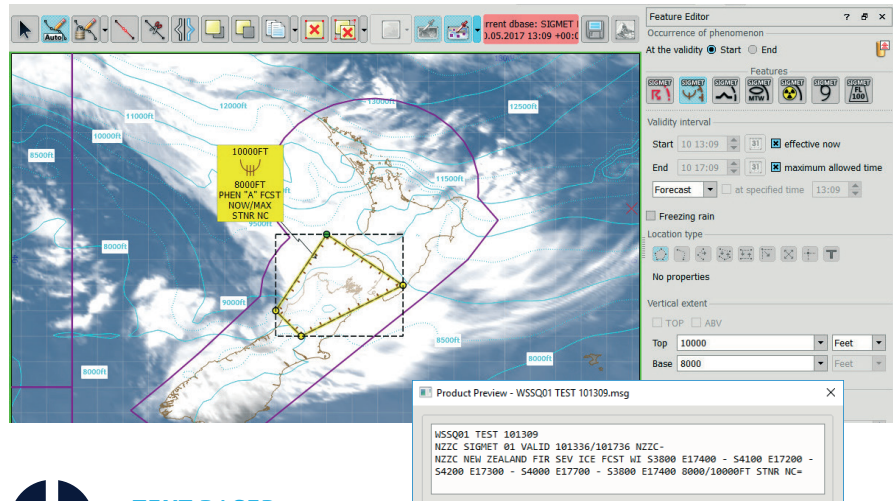 Auto
rrent dbase: SIGMET
0.05.2017 13:09 +00:0
Feature Editor
Occurrence of phenomenon
At the validity Start End
Features
SIGMET SIGMET SIGMET SIGMET SIGMET SIGMET SIGMET
MTW
FL
100
Validity interval
Start 10 13:09 31 effective now
End 10 17:09 31 maximum allowed time
Forecast at specified time 13:09
Freezing rain
Location type
T
No properties
Vertical extent
TOP ABV
Top 10000 Feet
Base 8000 Feet
12000ft
13000ft
12500ft
11000ft
10000ft
8500ft
11500ft
10000FT
8000FT
PHEN "A" FCST
NOW/MAX
STNR NC
9500ft
8000ft
9000ft
8500ft
8000ft
8000ft
Product Preview - WSSQ01 TEST 101309.msg
WSSQ01 TEST 101309
NZZC SIGMET 01 VALID 101336/101736 NZZC-
NZZC NEW ZEALAND FIR SEV ICE FCST WI S3800 E17400 - S4100 E17200 -
S4200 E17300 - S4000 E17700 - S3800 E17400 8000/10000FT STNR NC=